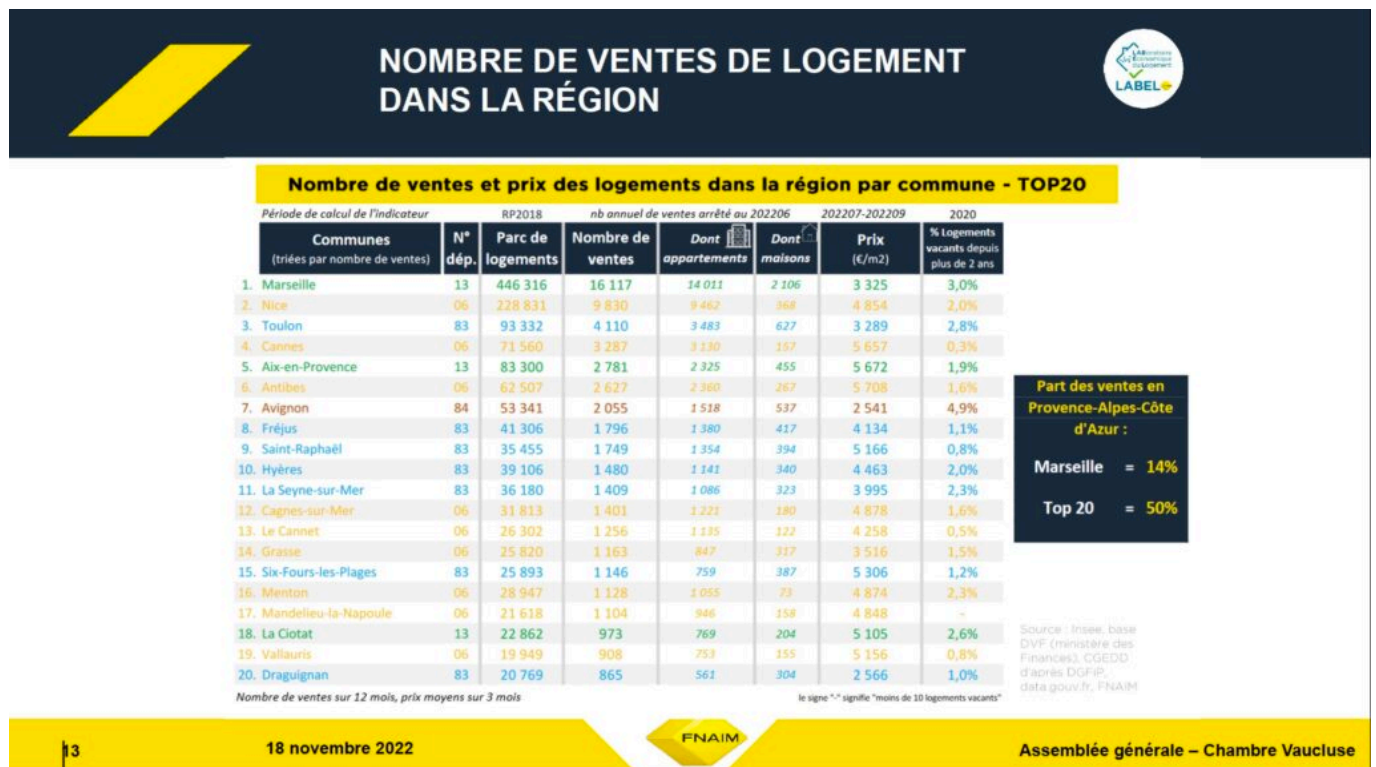 NOMBRE DE VENTES DE LOGEMENT
DANS LA RÉGION
LABEL
Nombre de ventes et prix des logements dans la région par commune - TOP20
Période de calcul de l'indicateur RP2018 nb annuel de ventes arrêté au 202206 202207-202209 2020
Communes (triées par nombre de ventes) N° dép. Parc de logements Nombre de ventes Dont appartements Dont maisons Prix (€/m2) % Logements vacants depuis plus de 2 ans
1. Marseille 13 446 316 16 117 14 011 2 106 3 325 3,0%
2. Nice 06 228 831 9 830 9 462 368 4 854 2,0%
3. Toulon 83 93 332 4 110 3 483 627 3 289 2,8%
4. Cannes 06 71 560 3 287 3 130 157 5 657 0,3%
5. Aix-en-Provence 13 83 300 2 781 2 325 455 5 672 1,9%
6. Antibes 06 62 507 2 627 2 360 267 5 708 1,6%
7. Avignon 84 53 341 2 055 1 518 537 2 541 4,9%
8. Fréjus 83 41 306 1 796 1 380 417 4 134 1,1%
9. Saint-Raphaël 83 35 455 1 749 1 354 394 5 166 0,8%
10. Hyères 83 39 106 1 480 1 141 340 4 463 2,0%
11. La Seyne-sur-Mer 83 36 180 1 409 1 086 323 3 995 2,3%
12. Cagnes-sur-Mer 06 31 813 1 401 1 221 180 4 878 1,6%
13. Le Cannet 06 26 302 1 256 1 135 122 4 258 0,5%
14. Grasse 06 25 820 1 163 847 317 3 516 1,5%
15. Six-Fours-les-Plages 83 25 893 1 146 759 387 5 306 1,2%
16. Menton 06 28 947 1 128 1 055 73 4 874 2,3%
17. Mandelieu-la-Napoule 06 21 618 1 104 946 158 4 848 -
18. La Ciotat 13 22 862 973 769 204 5 105 2,6%
19. Vallauris 06 19 949 908 753 155 5 156 0,8%
20. Draguignan 83 20 769 865 561 304 2 566 1,0%
Nombre de ventes sur 12 mois, prix moyens sur 3 mois
le signe "-" signifie "moins de 10 logements vacants"
Part des ventes en
Provence-Alpes-Côte
d'Azur :
Marseille = 14%
Top 20 = 50%
Source : Insee, base
DVF (ministère des
Finances), CGEDD
d'après DGFiP,
data.gouv.fr, FNAIM
13
18 novembre 2022
FNAIM
Assemblée générale – Chambre Vaucluse